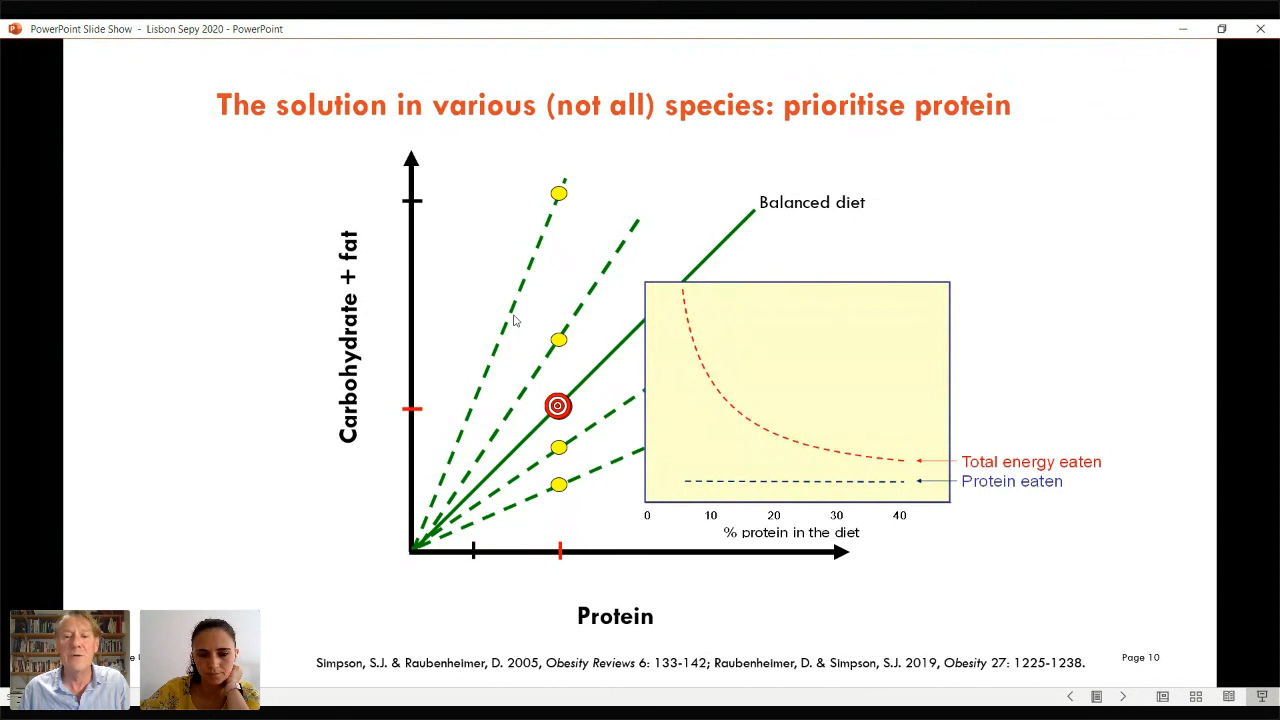 PowerPoint Slide Show - Lisbon Sepy 2020 - PowerPoint
The solution in various (not all) species: prioritise protein
Balanced diet
Carbohydrate + fat
Total energy eaten
Protein eaten
0 10 20 30 40
% protein in the diet
Protein
Simpson, S.J. & Raubenheimer, D. 2005, Obesity Reviews 6: 133-142; Raubenheimer, D. & Simpson, S.J. 2019, Obesity 27: 1225-1238.
Page 10